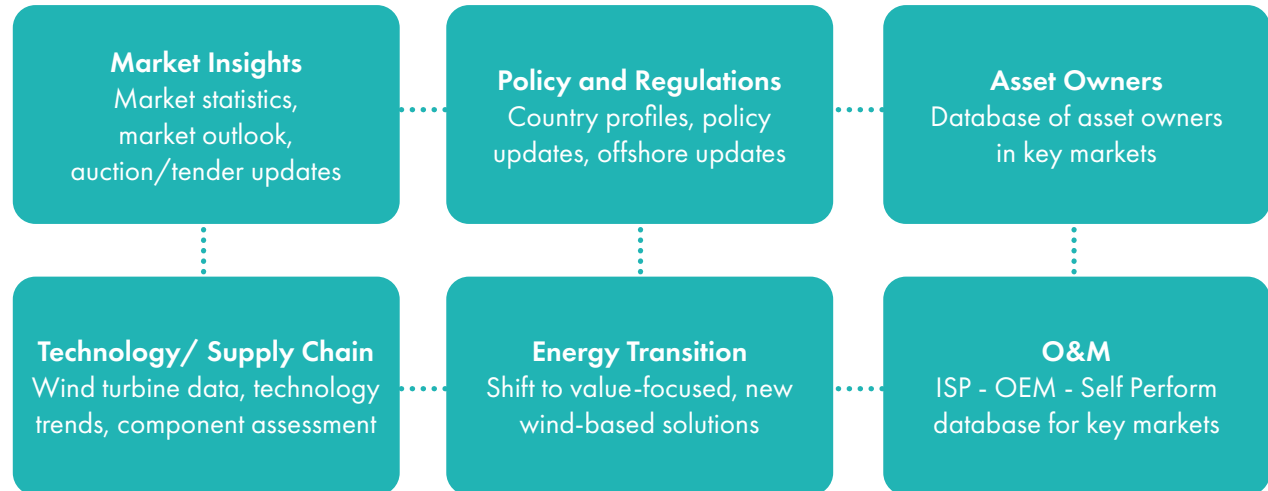 Market Insights
Market statistics,
market outlook,
auction/tender updates
Policy and Regulations
Country profiles, policy
updates, offshore updates
Asset Owners
Database of asset owners
in key markets
Technology/ Supply Chain
Wind turbine data, technology
trends, component assessment
Energy Transition
Shift to value-focused, new
wind-based solutions
O&M
ISP - OEM - Self Perform
database for key markets